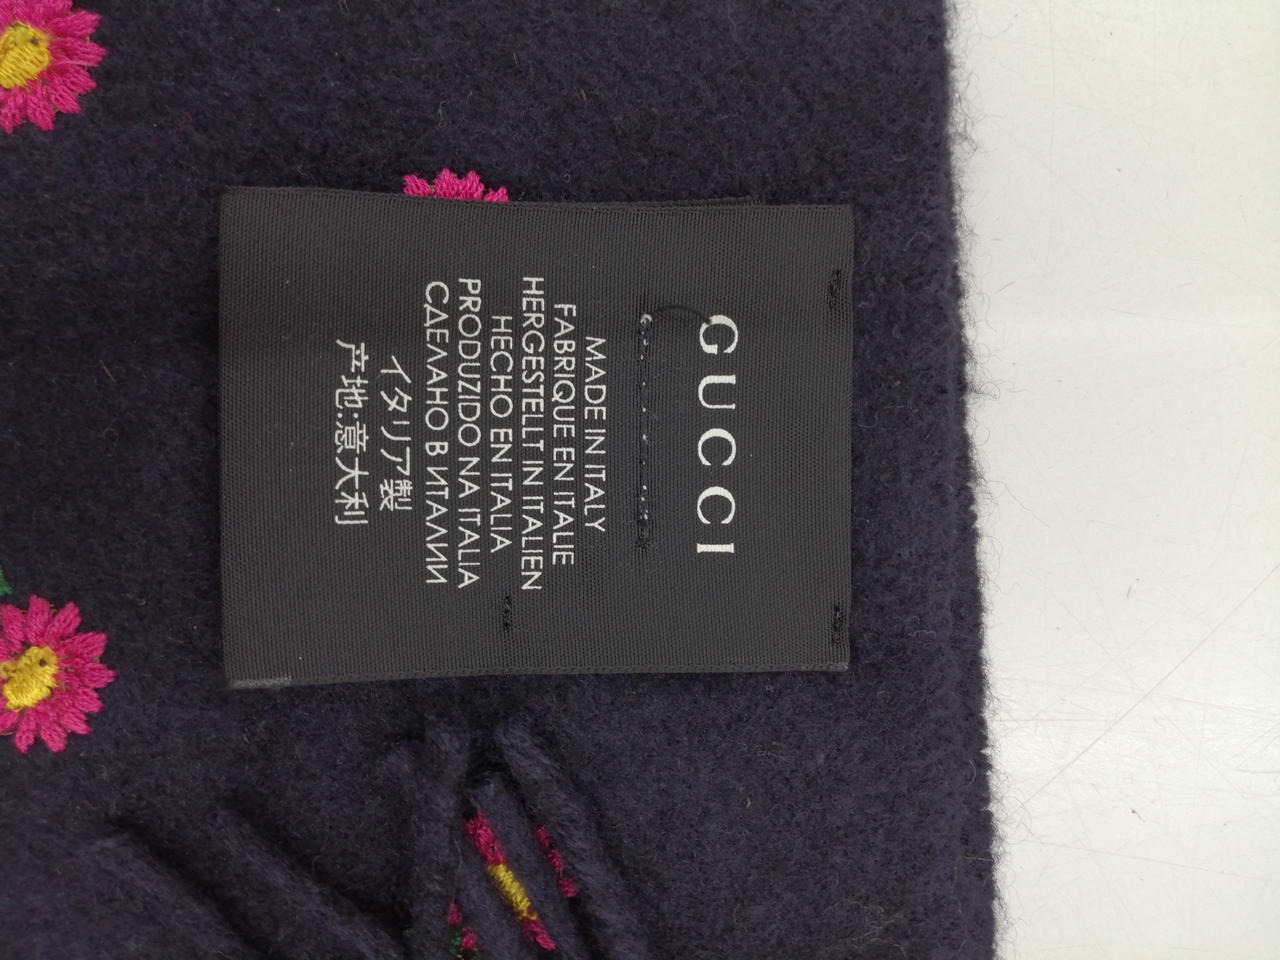 GUCCI
MADE IN ITALY
FABRIQUE EN ITALIE
HERGESTELLT IN ITALIEN
HECHO EN ITALIA
PRODUZIDO NA ITALIA
СДЕЛАНО В ИТАЛИИ
イタリア製
产地:意大利